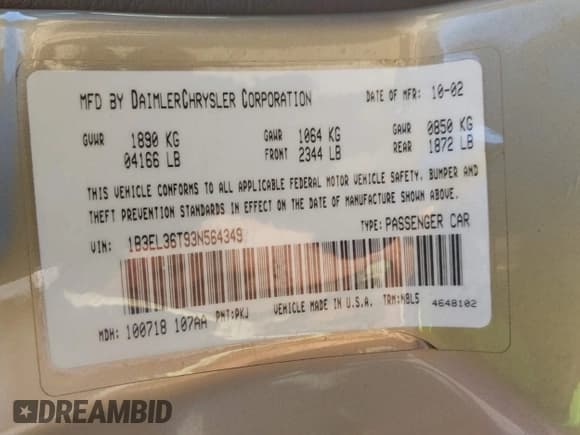 MFD BY DAIMLERCHRYSLER CORPORATION DATE OF MFR: 10-02
GVWR 1890 KG GAWR 1064 KG GAWR 0850 KG
04166 LB FRONT 2344 LB REAR 1872 LB
THIS VEHICLE CONFORMS TO ALL APPLICABLE FEDERAL MOTOR VEHICLE SAFETY, BUMPER AND
THEFT PREVENTION STANDARDS IN EFFECT ON THE DATE OF MANUFACTURE SHOWN ABOVE.
VIN: 1B3EL36T93N564349 TYPE: PASSENGER CAR
MDH: 100718 107AA PNT: PKJ VEHICLE MADE IN U.S.A. TRM: N8L5 4648102
DREAMBID